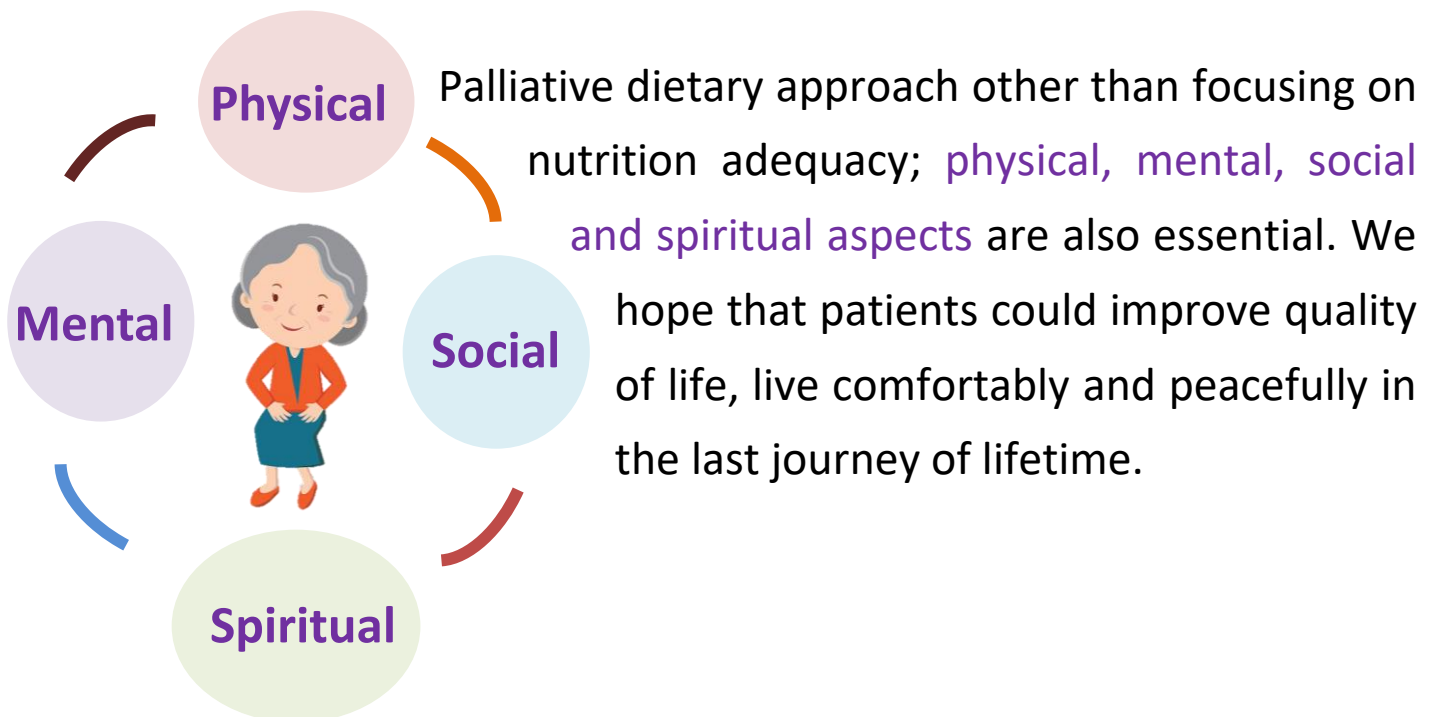 Physical
Mental
Social
Spiritual
Palliative dietary approach other than focusing on
nutrition adequacy; physical, mental, social
and spiritual aspects are also essential. We
hope that patients could improve quality
of life, live comfortably and peacefully in
the last journey of lifetime.